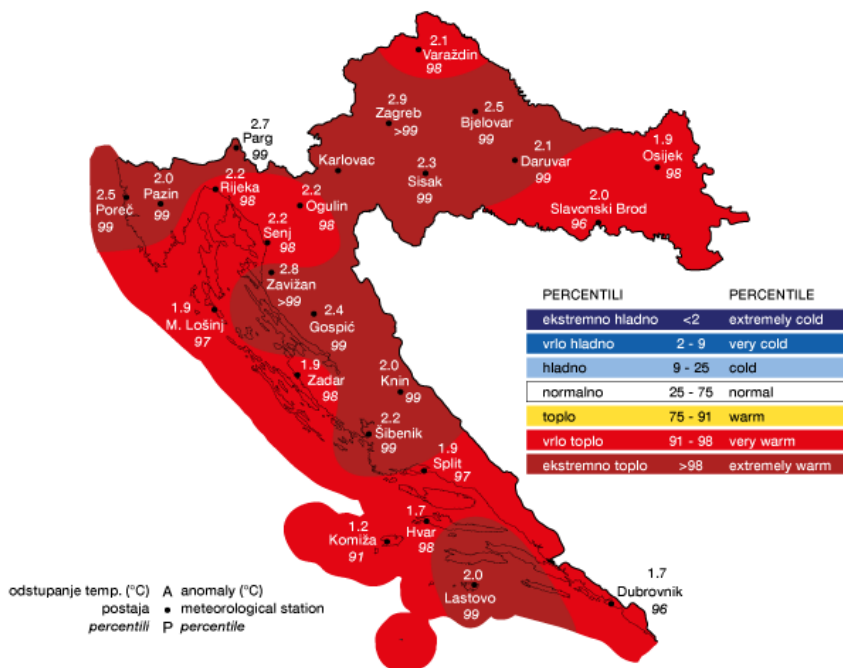 2.1
Varaždin
98
2.9
Zagreb
>99
2.5
Bjelovar
99
2.7
Parg
99
Karlovac
2.3
Sisak
99
2.1
Daruvar
99
1.9
Osijek
98
2.0
Slavonski Brod
96
2.5
Poreč
99
2.0
Pazin
99
2.2
Rijeka
98
2.2
Ogulin
98
2.2
Senj
98
2.8
Zavižan
>99
1.9
M. Lošinj
97
2.4
Gospić
99
1.9
Zadar
98
2.0
Knin
99
2.2
Šibenik
99
1.9
Split
97
1.2
Komiža
91
1.7
Hvar
98
2.0
Lastovo
99
1.7
Dubrovnik
96
PERCENTILI PERCENTILE
ekstremno hladno <2 extremely cold
vrlo hladno 2 - 9 very cold
hladno 9 - 25 cold
normalno 25 - 75 normal
toplo 75 - 91 warm
vrlo toplo 91 - 98 very warm
ekstremno toplo >98 extremely warm
odstupanje temp. (°C) A anomaly (°C)
postaja meteorological station
percentili P percentile